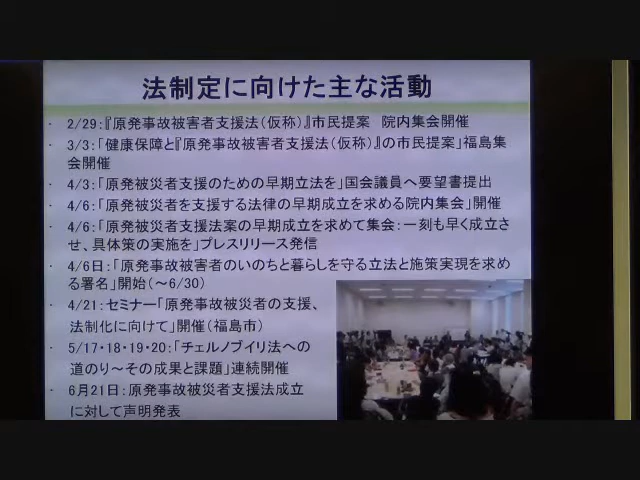 法制定に向けた主な活動
・ 2/29:『原発事故被害者支援法(仮称)』市民提案 院内集会開催
・ 3/3:「健康保障と『原発事故被害者支援法(仮称)』の市民提案」福島集
会開催
・ 4/3:「原発被災者支援のための早期立法を」国会議員へ要望書提出
・ 4/6:「原発被災者を支援する法律の早期成立を求める院内集会」開催
・ 4/6:「原発被災者支援法案の早期成立を求めて集会:一刻も早く成立さ
せ、具体策の実施を」プレスリリース発信
・ 4/6日:「原発事故被害者のいのちと暮らしを守る立法と施策実現を求め
る署名」開始(～6/30)
・ 4/21:セミナー「原発事故被災者の支援、
法制化に向けて」開催(福島市)
・ 5/17・18・19・20:「チェルノブイリ法への
道のり～その成果と課題」連続開催
・ 6月21日:原発事故被災者支援法成立
に対して声明発表